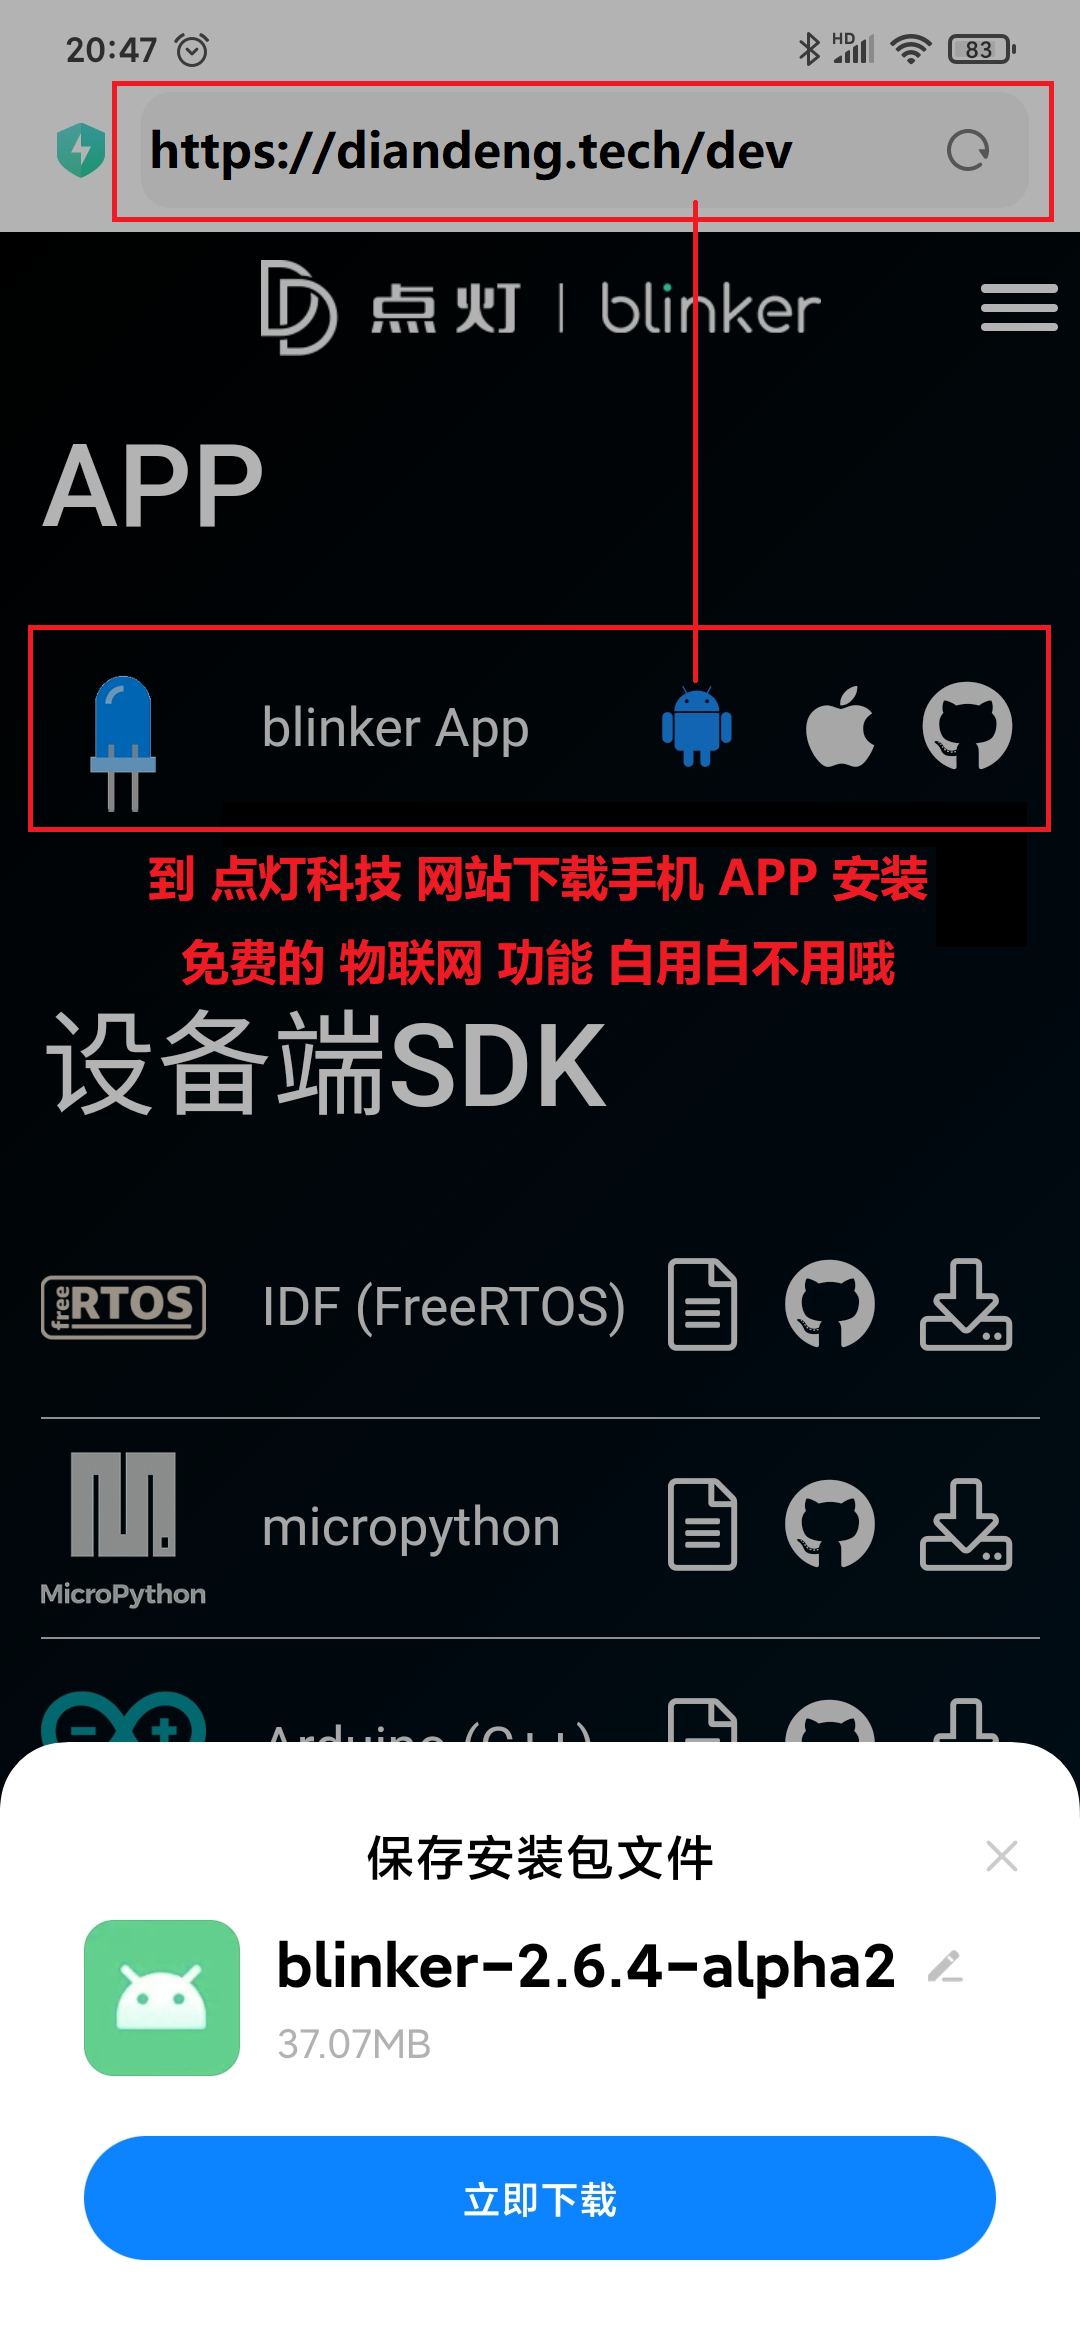 20:47
HD
83
https://diandeng.tech/dev
点灯 | blinker
APP
blinker App
到 点灯科技 网站下载手机 APP 安装
免费的 物联网 功能 白用白不用哦
设备端SDK
freeRTOS
IDF (FreeRTOS)
micropython
MicroPython
Arduino (C++)
保存安装包文件
blinker-2.6.4-alpha2
37.07MB
立即下载